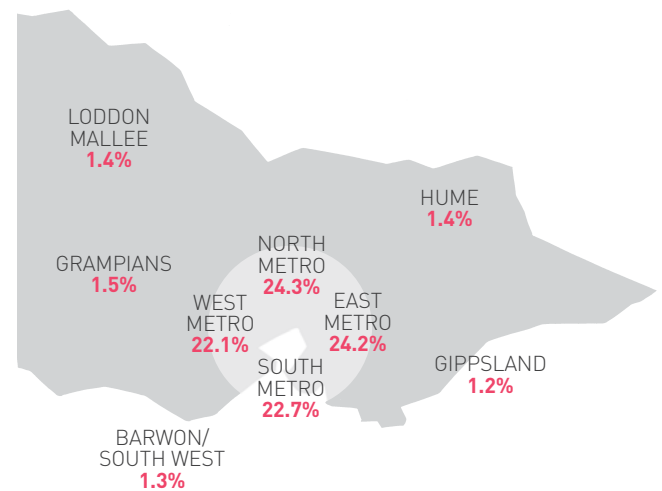 LODDON
MALLEE
1.4%
HUME
1.4%
GRAMPIANS
1.5%
NORTH
METRO
24.3%
WEST
METRO
22.1%
EAST
METRO
24.2%
SOUTH
METRO
22.7%
GIPPSLAND
1.2%
BARWON/
SOUTH WEST
1.3%